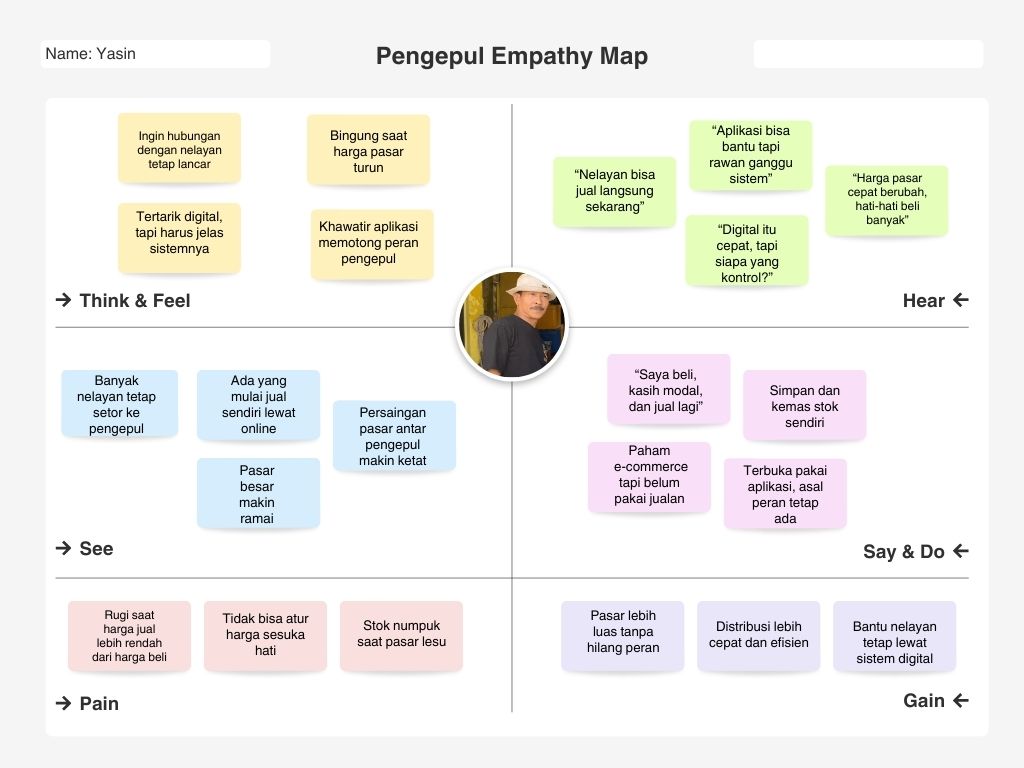 Name: Yasin
Pengepul Empathy Map
Ingin hubungan
dengan nelayan
tetap lancar
Bingung saat
harga pasar
turun
Tertarik digital,
tapi harus jelas
sistemnya
Khawatir aplikasi
memotong peran
pengepul
→ Think & Feel
“Nelayan bisa
jual langsung
sekarang”
“Aplikasi bisa
bantu tapi
rawan ganggu
sistem”
“Harga pasar
cepat berubah,
hati-hati beli
banyak”
“Digital itu
cepat, tapi
siapa yang
kontrol?”
Hear ←
Banyak
nelayan tetap
setor ke
pengepul
Ada yang
mulai jual
sendiri lewat
online
Persaingan
pasar antar
pengepul
makin ketat
Pasar
besar
makin
ramai
→ See
“Saya beli,
kasih modal,
dan jual lagi”
Simpan dan
kemas stok
sendiri
Paham
e-commerce
tapi belum
pakai jualan
Terbuka pakai
aplikasi, asal
peran tetap
ada
Say & Do ←
Rugi saat
harga jual
lebih rendah
dari harga beli
Tidak bisa atur
harga sesuka
hati
Stok numpuk
saat pasar lesu
→ Pain
Pasar lebih
luas tanpa
hilang peran
Distribusi lebih
cepat dan efisien
Bantu nelayan
tetap lewat
sistem digital
Gain ←